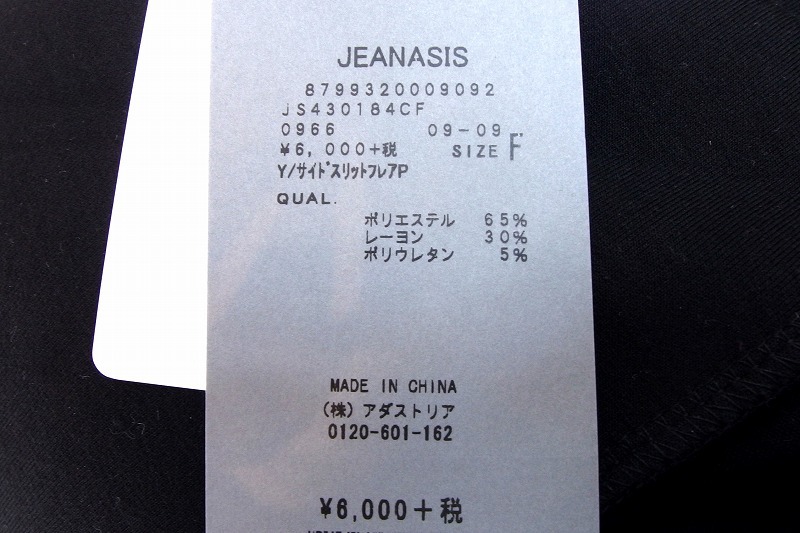 JEANASIS
8799320009092
JS430184CF
0966 09-09
¥6,000+税 SIZE F
Y/サイドスリットフレアP
QUAL.
ポリエステル 65%
レーヨン 30%
ポリウレタン 5%
MADE IN CHINA
(株)アダストリア
0120-601-162
¥6,000+税